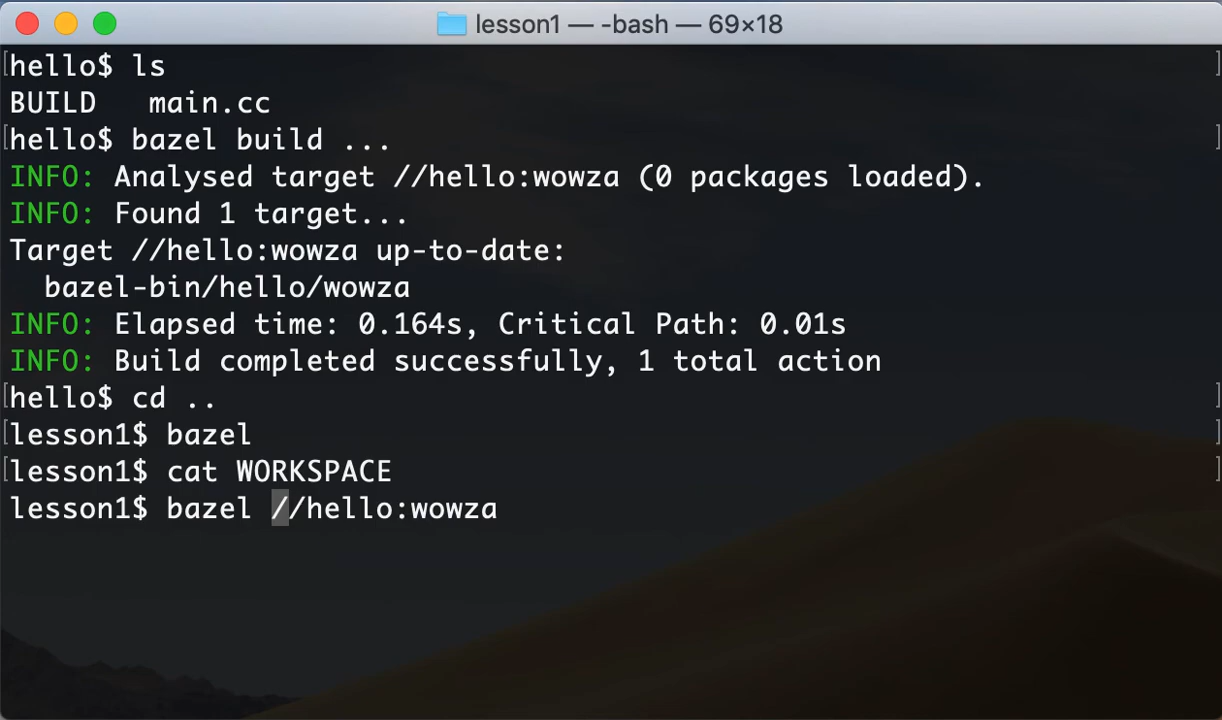 lesson1 — -bash — 69×18
hello$ ls
BUILD   main.cc
hello$ bazel build ...
INFO: Analysed target //hello:wowza (0 packages loaded).
INFO: Found 1 target...
Target //hello:wowza up-to-date:
  bazel-bin/hello/wowza
INFO: Elapsed time: 0.164s, Critical Path: 0.01s
INFO: Build completed successfully, 1 total action
hello$ cd ..
lesson1$ bazel
lesson1$ cat WORKSPACE
lesson1$ bazel //hello:wowza